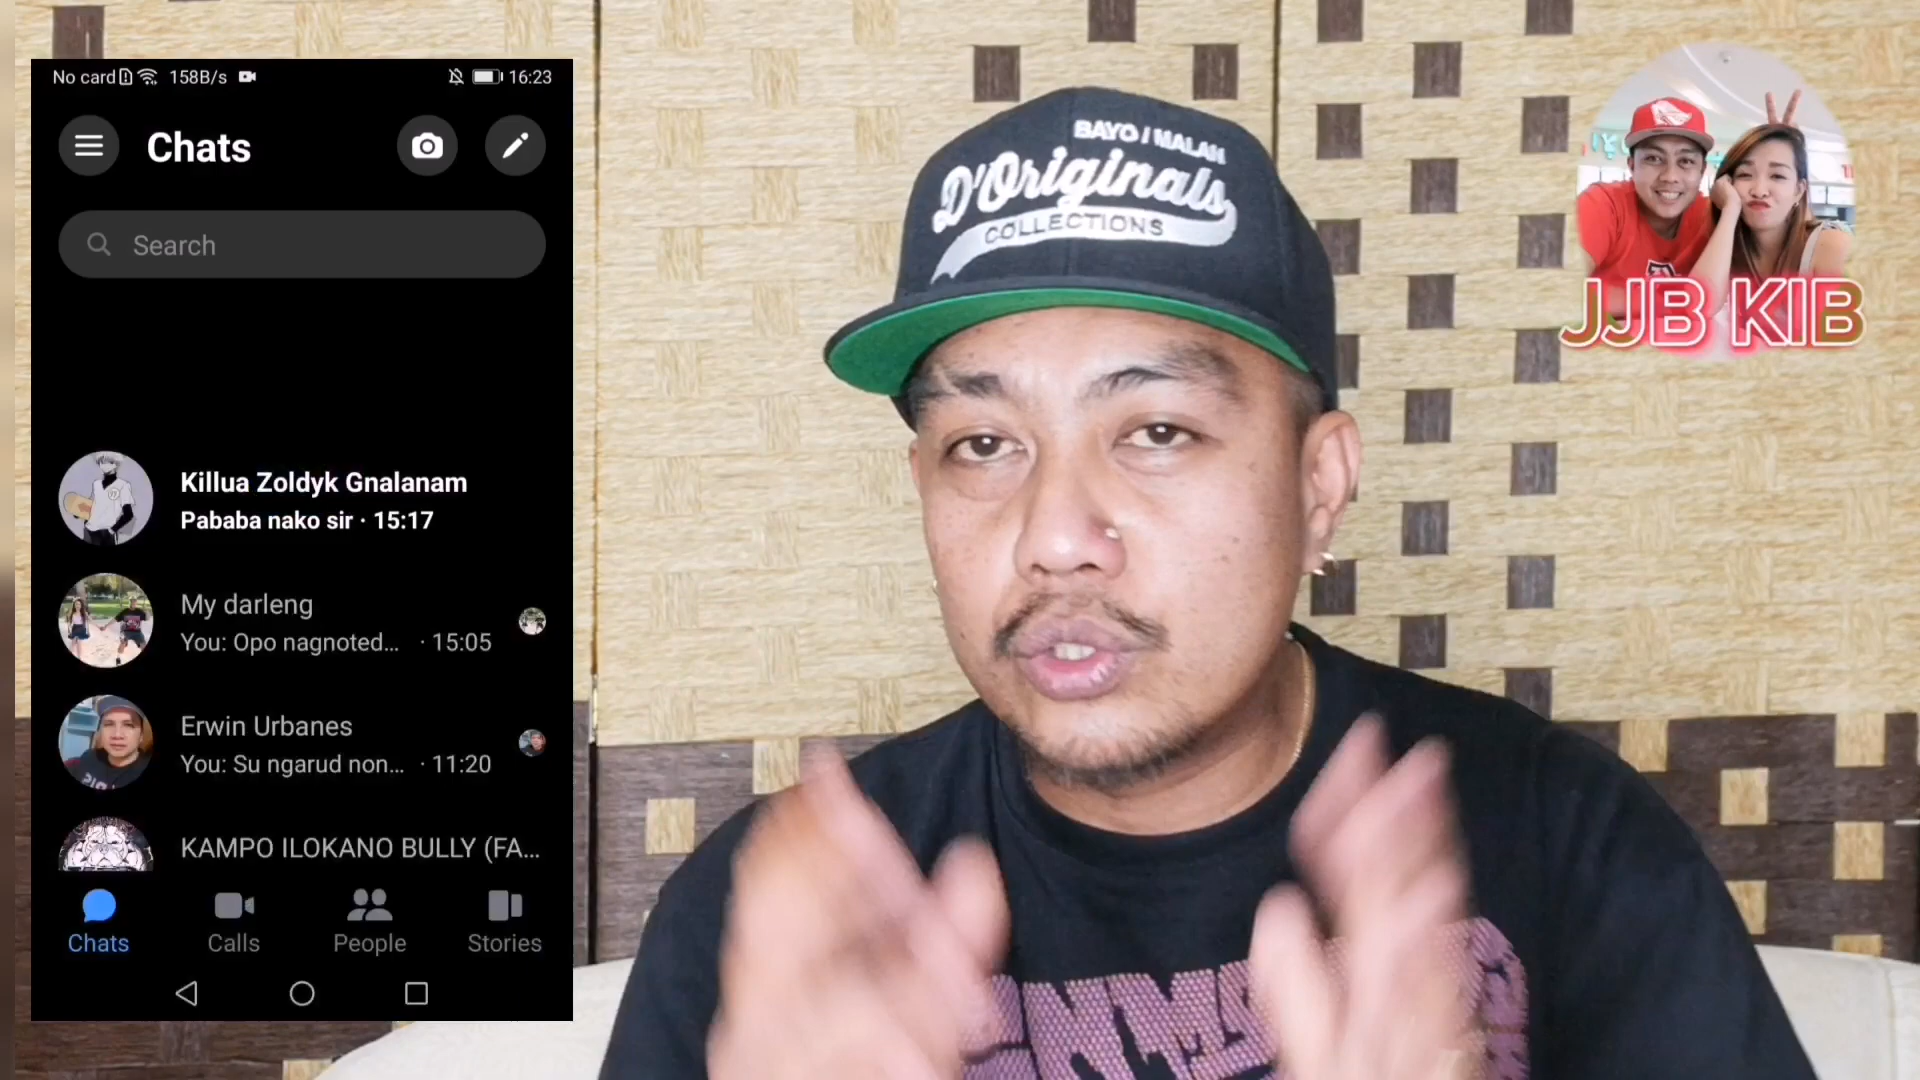 No card 158B/s 16:23
Chats
Search
Killua Zoldyk Gnalanam
Pababa nako sir · 15:17
My darleng
You: Opo nagnoted... · 15:05
Erwin Urbanes
You: Su ngarud non... · 11:20
KAMPO ILOKANO BULLY (FA...
Chats Calls People Stories
BAYO / MALAN
D'Originals
COLLECTIONS
JJB KIB